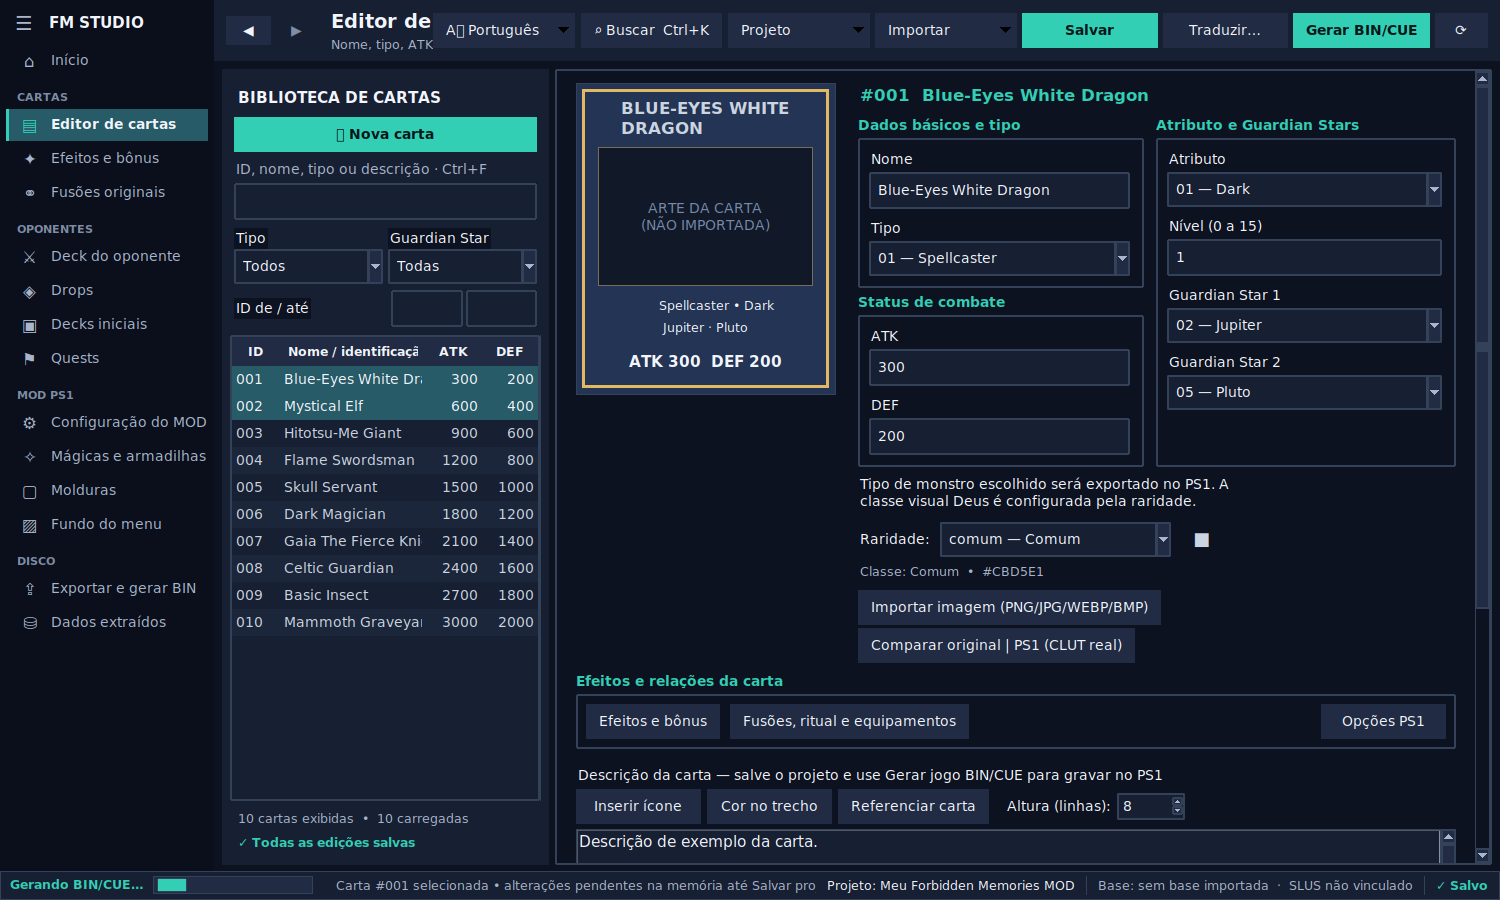 FM STUDIO
Início
CARTAS
Editor de cartas
Efeitos e bônus
Fusões originais
OPONENTES
Deck do oponente
Drops
Decks iniciais
Quests
MOD PS1
Configuração do MOD
Mágicas e armadilhas
Molduras
Fundo do menu
DISCO
Exportar e gerar BIN
Dados extraídos
Editor de
Nome, tipo, ATK
A Português
Buscar Ctrl+K
Projeto
Importar
Salvar
Traduzir...
Gerar BIN/CUE
BIBLIOTECA DE CARTAS
Nova carta
ID, nome, tipo ou descrição · Ctrl+F
Tipo
Guardian Star
Todos
Todas
ID de / até
ID Nome / identificaçã ATK DEF
001 Blue-Eyes White Dra 300 200
002 Mystical Elf 600 400
003 Hitotsu-Me Giant 900 600
004 Flame Swordsman 1200 800
005 Skull Servant 1500 1000
006 Dark Magician 1800 1200
007 Gaia The Fierce Kni 2100 1400
008 Celtic Guardian 2400 1600
009 Basic Insect 2700 1800
010 Mammoth Graveya 3000 2000
10 cartas exibidas • 10 carregadas
✓ Todas as edições salvas
BLUE-EYES WHITE
DRAGON
ARTE DA CARTA
(NÃO IMPORTADA)
Spellcaster • Dark
Jupiter · Pluto
ATK 300 DEF 200
#001 Blue-Eyes White Dragon
Dados básicos e tipo
Nome
Blue-Eyes White Dragon
Tipo
01 — Spellcaster
Status de combate
ATK
300
DEF
200
Atributo e Guardian Stars
Atributo
01 — Dark
Nível (0 a 15)
1
Guardian Star 1
02 — Jupiter
Guardian Star 2
05 — Pluto
Tipo de monstro escolhido será exportado no PS1. A
classe visual Deus é configurada pela raridade.
Raridade: comum — Comum
Classe: Comum • #CBD5E1
Importar imagem (PNG/JPG/WEBP/BMP)
Comparar original | PS1 (CLUT real)
Efeitos e relações da carta
Efeitos e bônus
Fusões, ritual e equipamentos
Opções PS1
Descrição da carta — salve o projeto e use Gerar jogo BIN/CUE para gravar no PS1
Inserir ícone
Cor no trecho
Referenciar carta
Altura (linhas): 8
Descrição de exemplo da carta.
Gerando BIN/CUE...
Carta #001 selecionada • alterações pendentes na memória até Salvar pro
Projeto: Meu Forbidden Memories MOD
Base: sem base importada · SLUS não vinculado
✓ Salvo